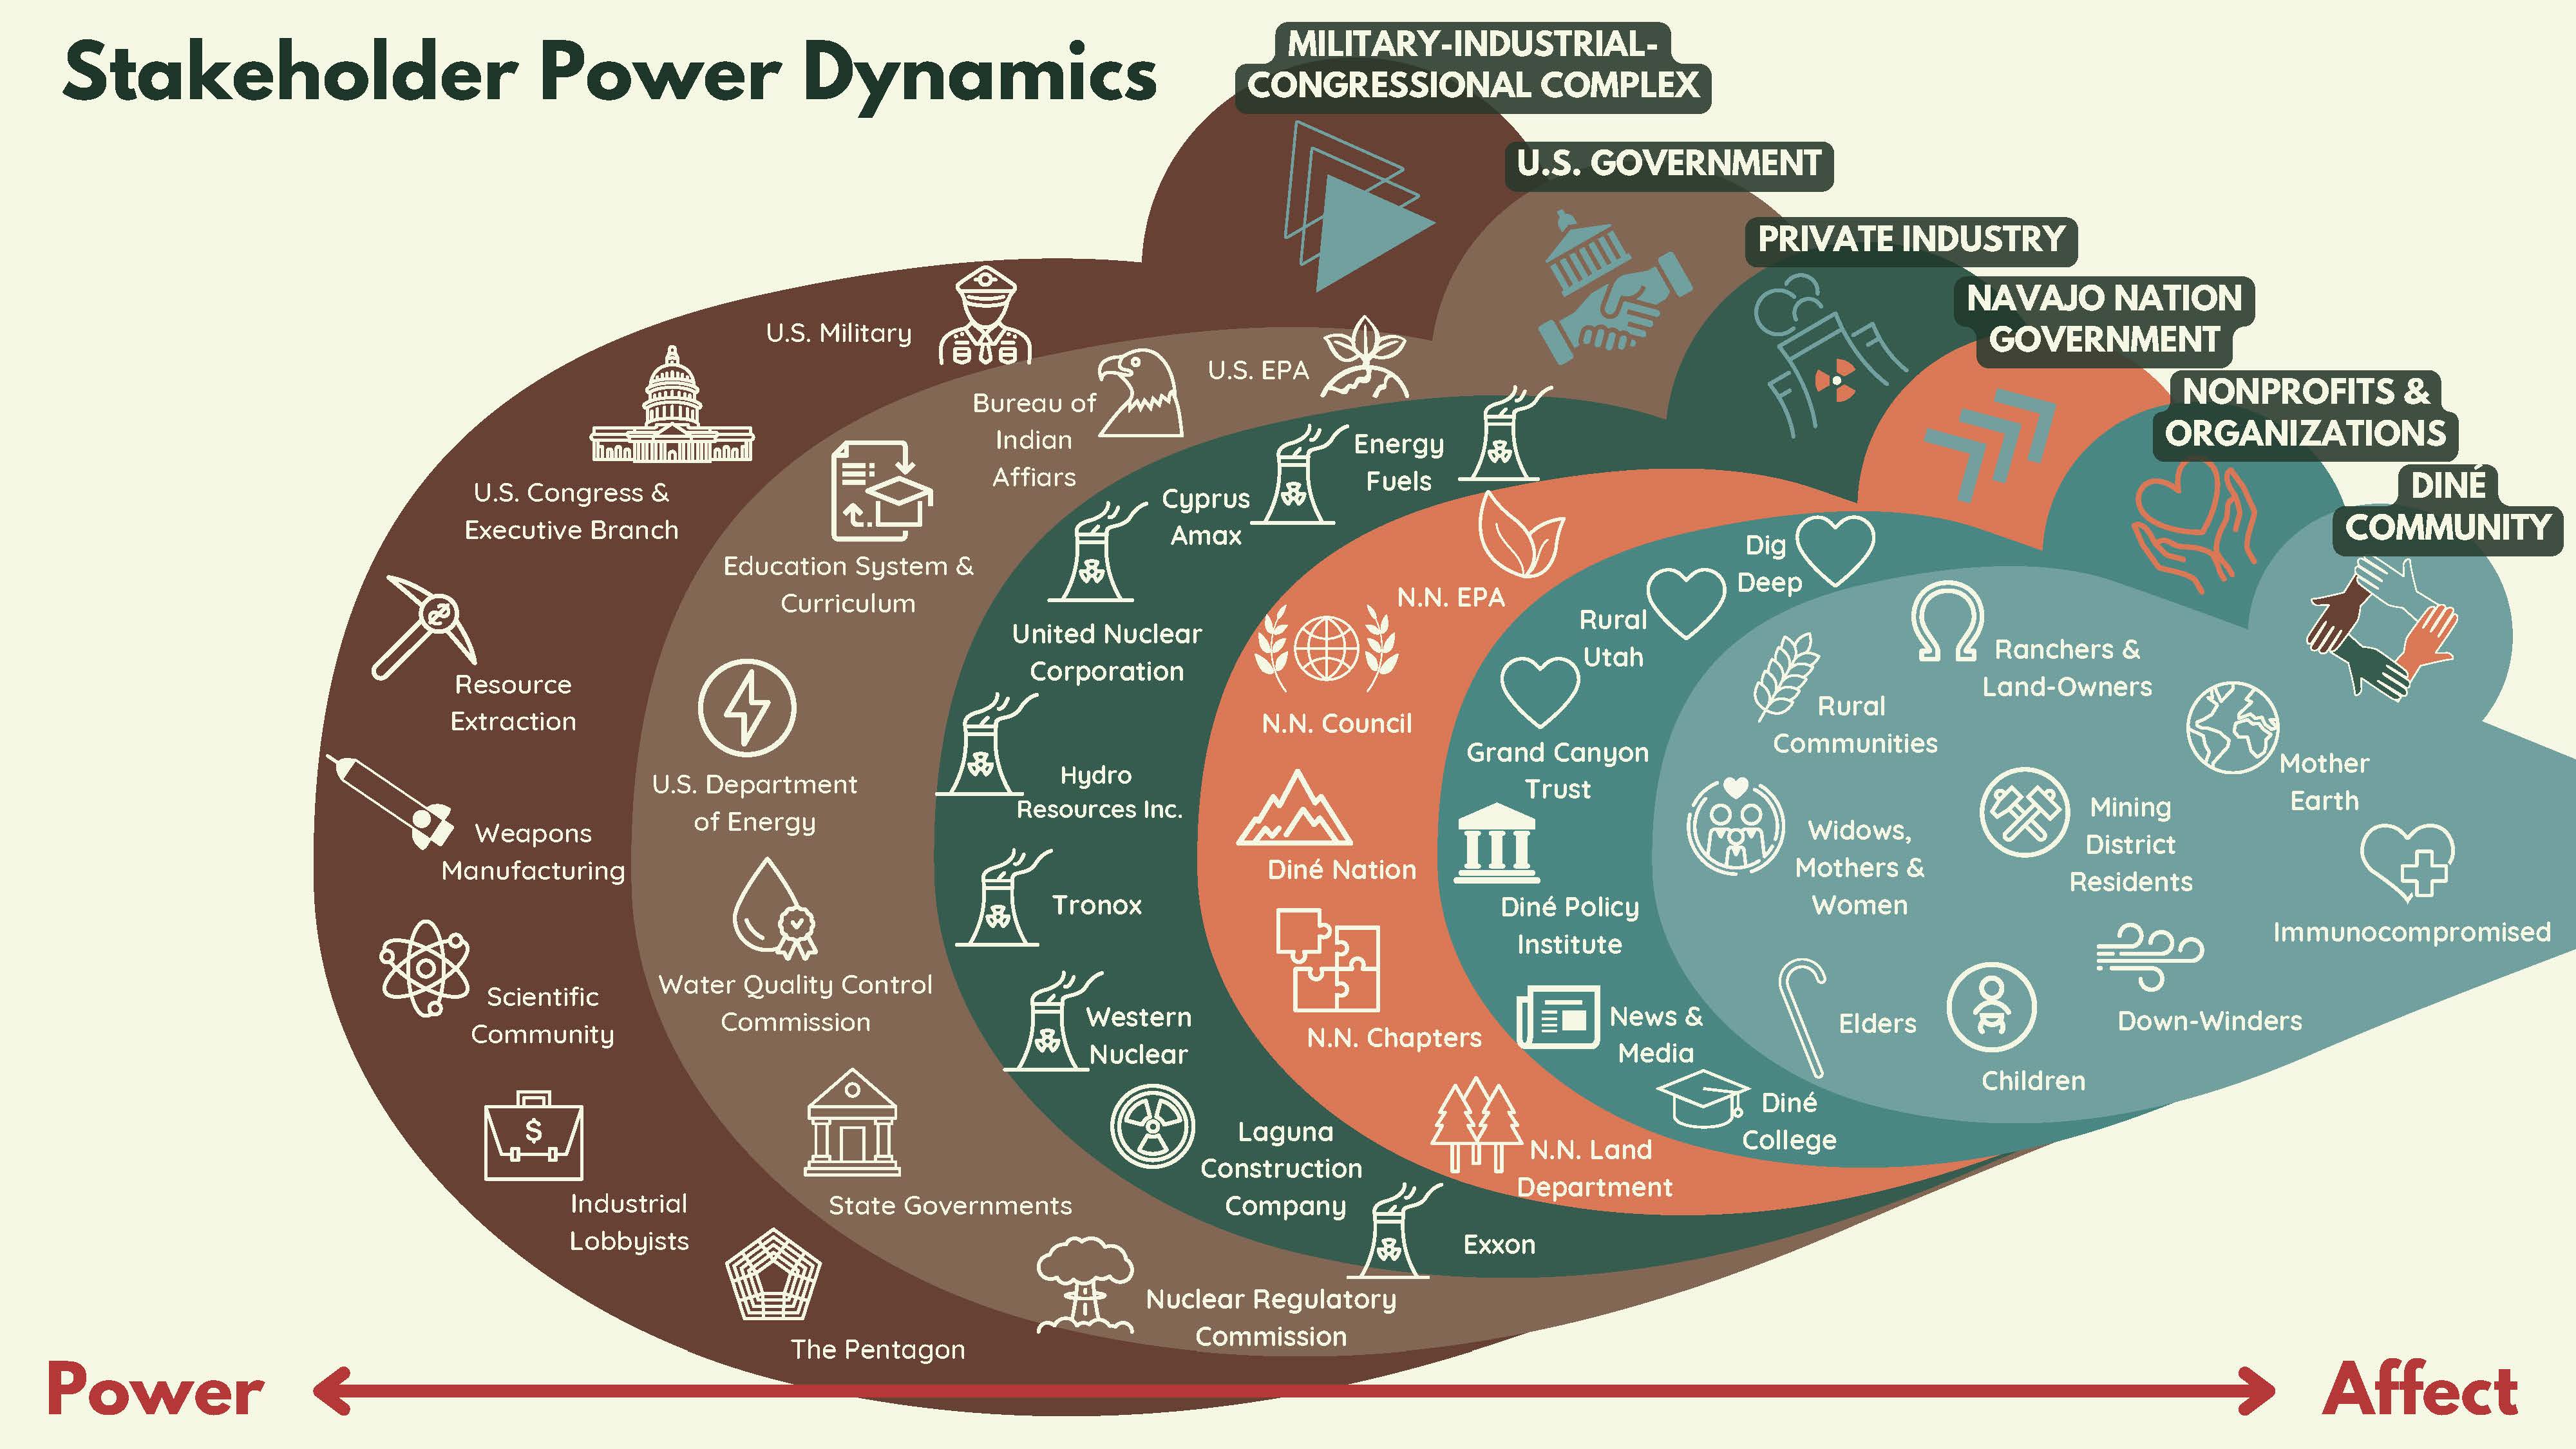 Stakeholder Power Dynamics
MILITARY-INDUSTRIAL-
CONGRESSIONAL COMPLEX
U.S. GOVERNMENT
PRIVATE INDUSTRY
NAVAJO NATION
GOVERNMENT
NONPROFITS &
ORGANIZATIONS
DINÉ
COMMUNITY
U.S. Military
U.S. Congress &
Executive Branch
Resource
Extraction
Weapons
Manufacturing
Scientific
Community
$
Industrial
Lobbyists
The Pentagon
U.S. EPA
Bureau of
Indian
Affiars
Education System &
Curriculum
U.S. Department
of Energy
Water Quality Control
Commission
State Governments
Nuclear Regulatory
Commission
Energy
Fuels
Cyprus
Amax
United Nuclear
Corporation
Hydro
Resources Inc.
Tronox
Western
Nuclear
Laguna
Construction
Company
Exxon
N.N. EPA
N.N. Council
Diné Nation
N.N. Chapters
N.N. Land
Department
Dig
Deep
Rural
Utah
Grand Canyon
Trust
Diné Policy
Institute
News &
Media
Diné
College
Ranchers &
Land-Owners
Rural
Communities
Mother
Earth
Widows,
Mothers &
Women
Mining
District
Residents
Immunocompromised
Elders
Down-Winders
Children
Power
Affect